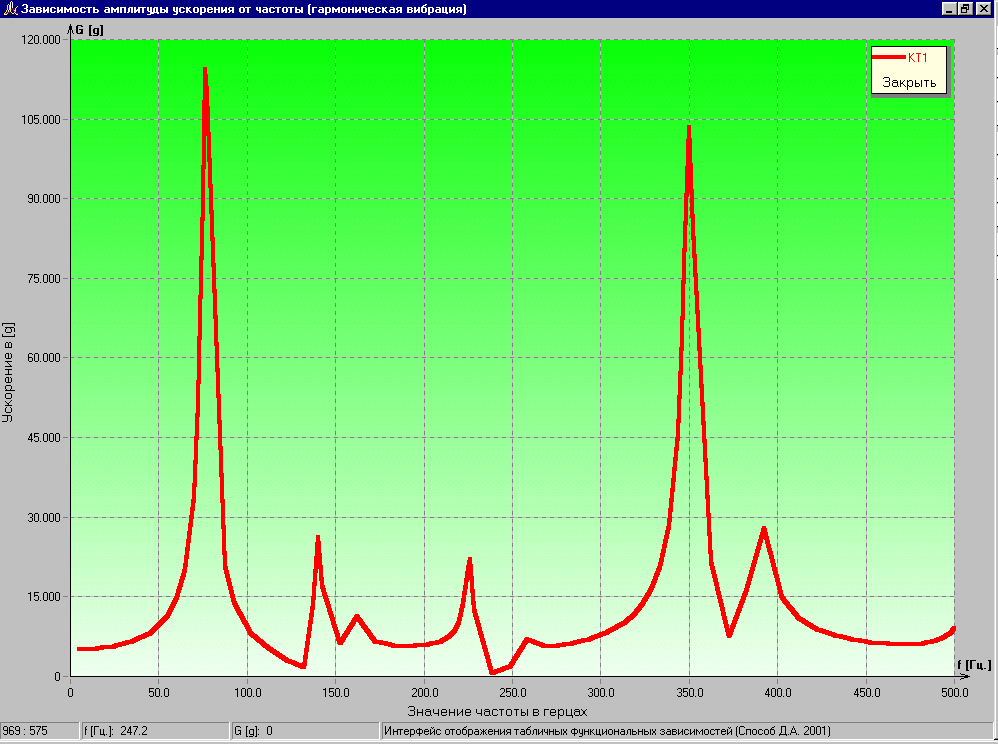 Зависимость амплитуды ускорения от частоты (гармоническая вибрация)
G [g]
120.000
105.000
90.000
75.000
60.000
45.000
30.000
15.000
0
Ускорение в [g]
КТ1
Закрыть
f [Гц.]
0 50.0 100.0 150.0 200.0 250.0 300.0 350.0 400.0 450.0 500.0
Значение частоты в герцах
969 : 575 f [Гц.]: 247.2 G [g]: 0 Интерфейс отображения табличных функциональных зависимостей (Способ Д.А. 2001)